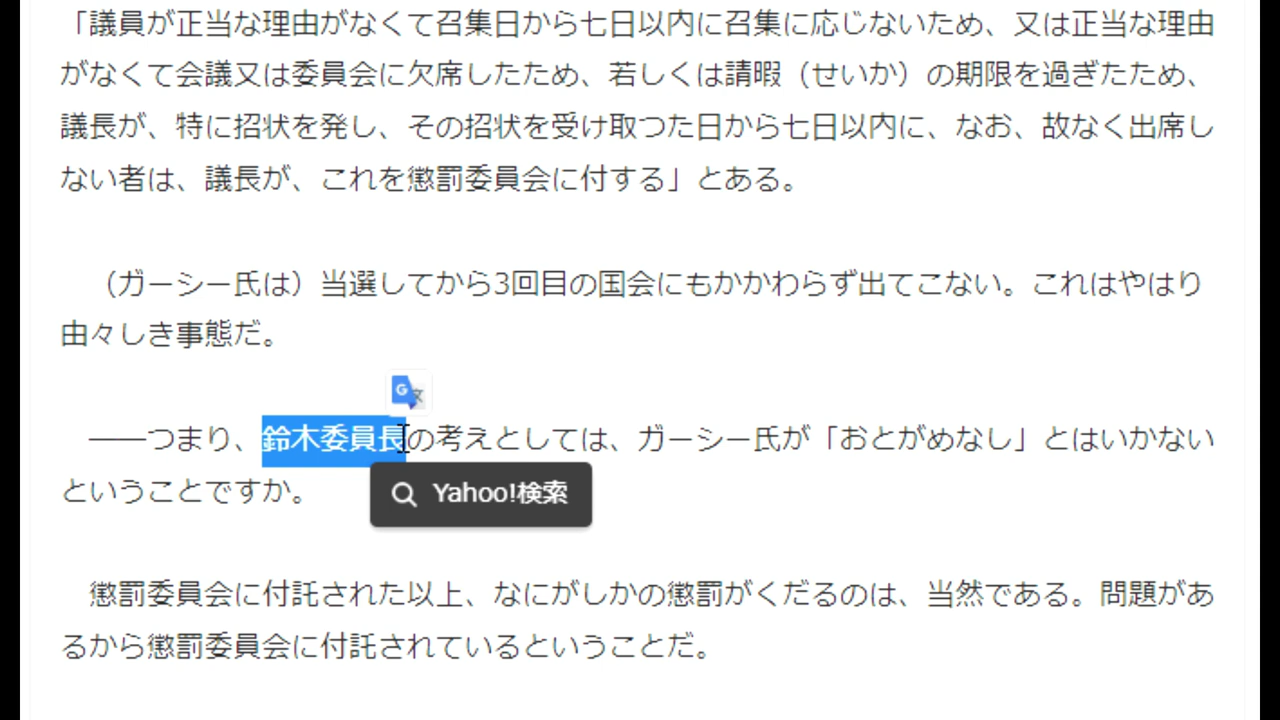 「議員が正当な理由がなくて召集日から七日以内に召集に応じないため、又は正当な理由
がなくて会議又は委員会に欠席したため、若しくは請暇（せいか）の期限を過ぎたため、
議長が、特に招状を発し、その招状を受け取つた日から七日以内に、なお、故なく出席し
ない者は、議長が、これを懲罰委員会に付する」とある。
（ガーシー氏は）当選してから3回目の国会にもかかわらず出てこない。これはやはり
由々しき事態だ。
――つまり、鈴木委員長の考えとしては、ガーシー氏が「おとがめなし」とはいかない
ということですか。
Yahoo!検索
懲罰委員会に付託された以上、なにがしかの懲罰がくだるのは、当然である。問題があ
るから懲罰委員会に付託されているということだ。